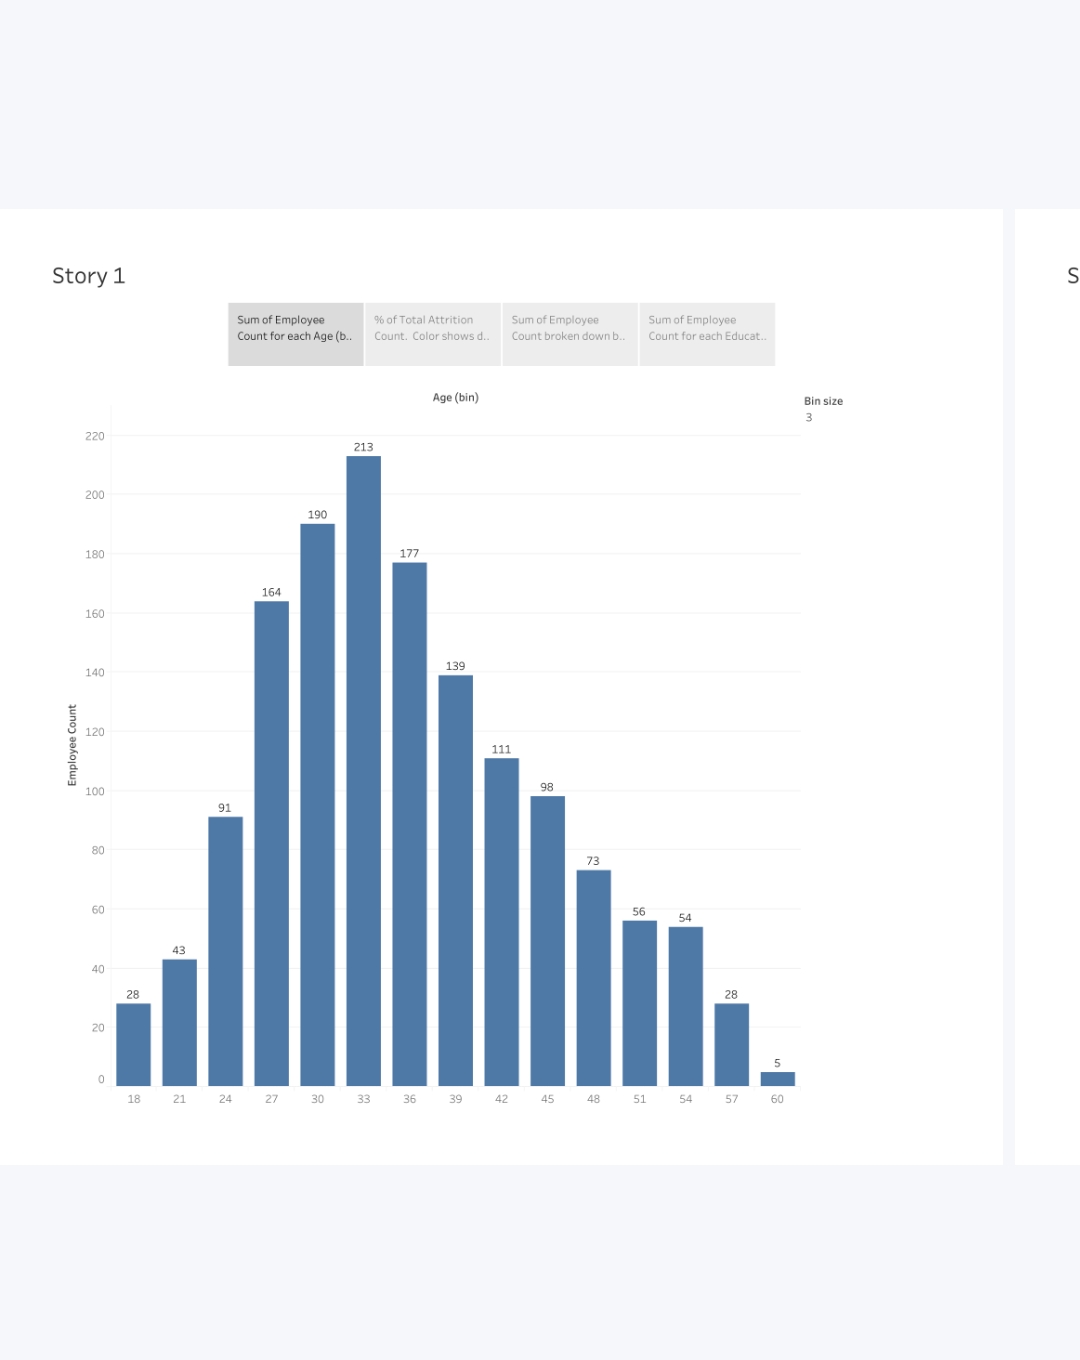 Story 1
S
Sum of Employee
Count for each Age (b..
% of Total Attrition
Count.  Color shows d..
Sum of Employee
Count broken down b..
Sum of Employee
Count for each Educat..
Age (bin)
Bin size
3
Employee Count
220
200
180
160
140
120
100
80
60
40
20
0
28
43
91
164
190
213
177
139
111
98
73
56
54
28
5
18 21 24 27 30 33 36 39 42 45 48 51 54 57 60